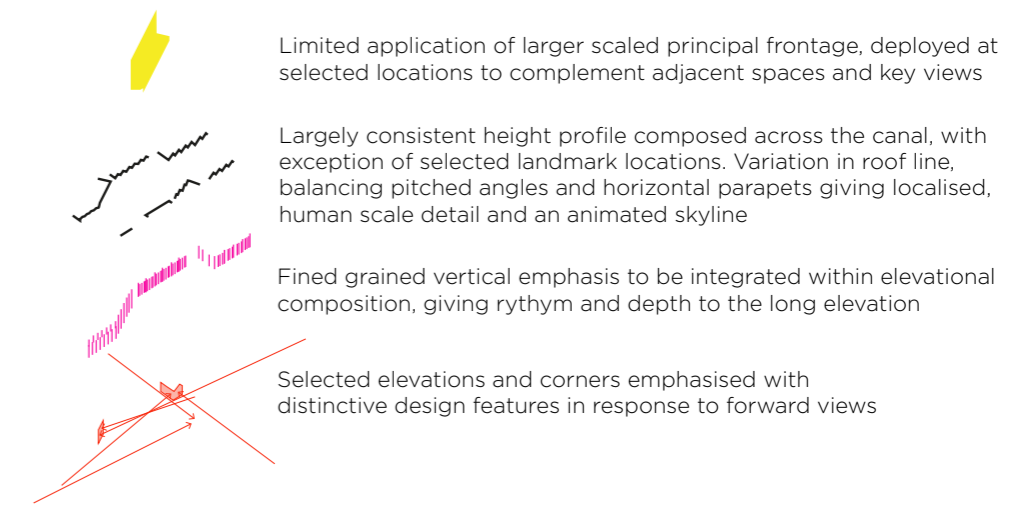 Limited application of larger scaled principal frontage, deployed at
selected locations to complement adjacent spaces and key views
Largely consistent height profile composed across the canal, with
exception of selected landmark locations. Variation in roof line,
balancing pitched angles and horizontal parapets giving localised,
human scale detail and an animated skyline
Fined grained vertical emphasis to be integrated within elevational
composition, giving rythym and depth to the long elevation
Selected elevations and corners emphasised with
distinctive design features in response to forward views